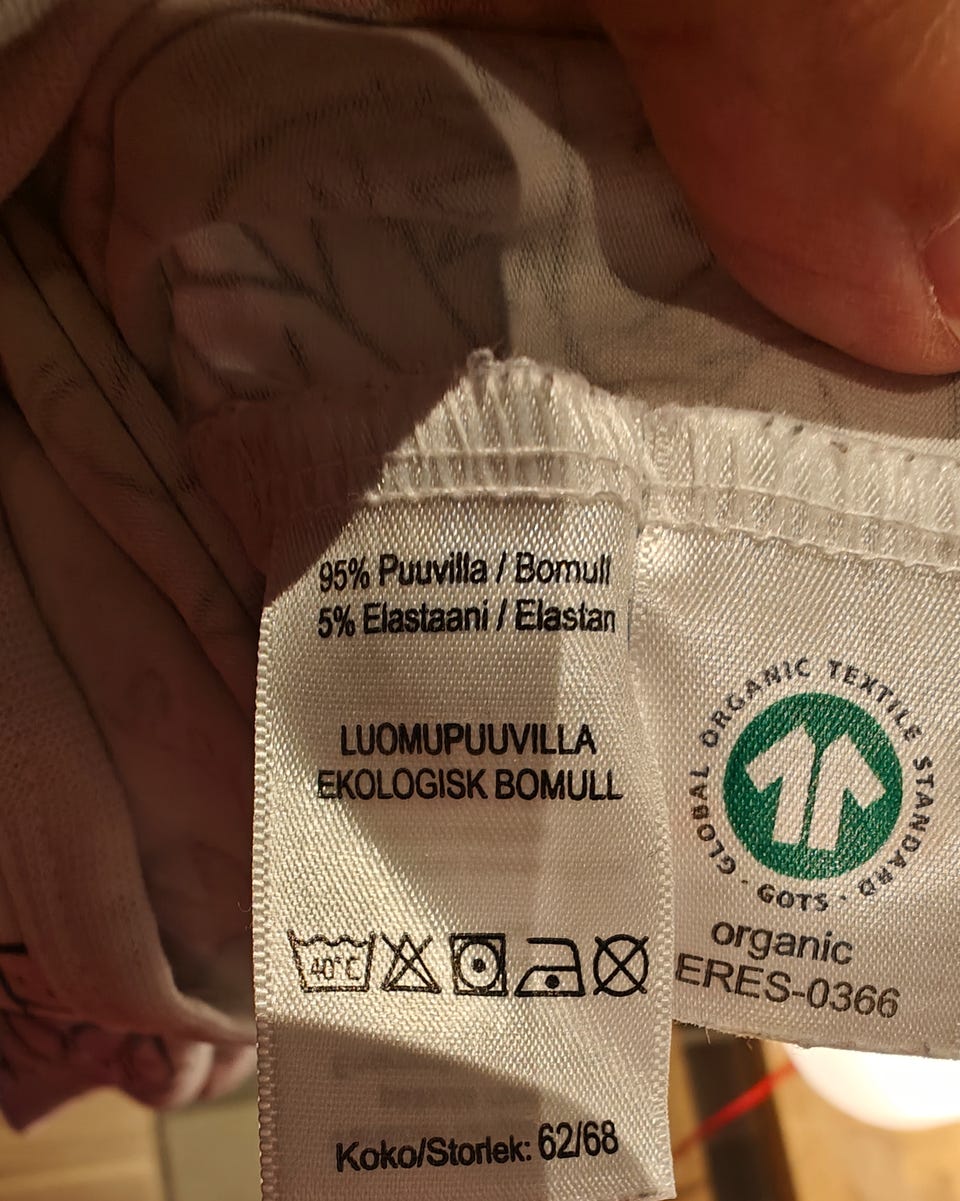 95% Puuvilla / Bomull
5% Elastaani / Elastan
LUOMUPUUVILLA
EKOLOGISK BOMULL
40°C
Koko/Storlek: 62/68
GLOBAL ORGANIC TEXTILE STANDARD · GOTS ·
organic
ERES-0366